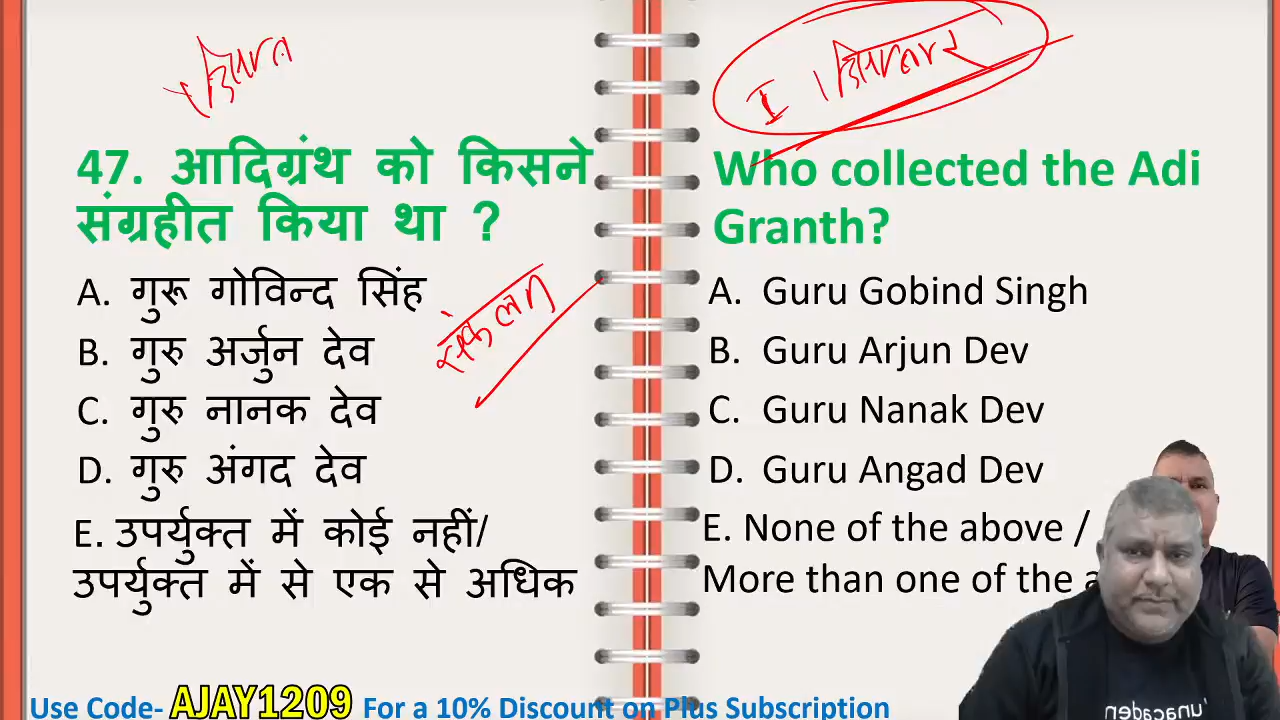 47. आदिग्रंथ को किसने
संग्रहीत किया था ?
A. गुरू गोविन्द सिंह
B. गुरु अर्जुन देव
C. गुरु नानक देव
D. गुरु अंगद देव
E. उपर्युक्त में कोई नहीं/
उपर्युक्त में से एक से अधिक
संकलन
Who collected the Adi
Granth?
A. Guru Gobind Singh
B. Guru Arjun Dev
C. Guru Nanak Dev
D. Guru Angad Dev
E. None of the above /
More than one of the
unacadem
Use Code- AJAY1209 For a 10% Discount on Plus Subscription